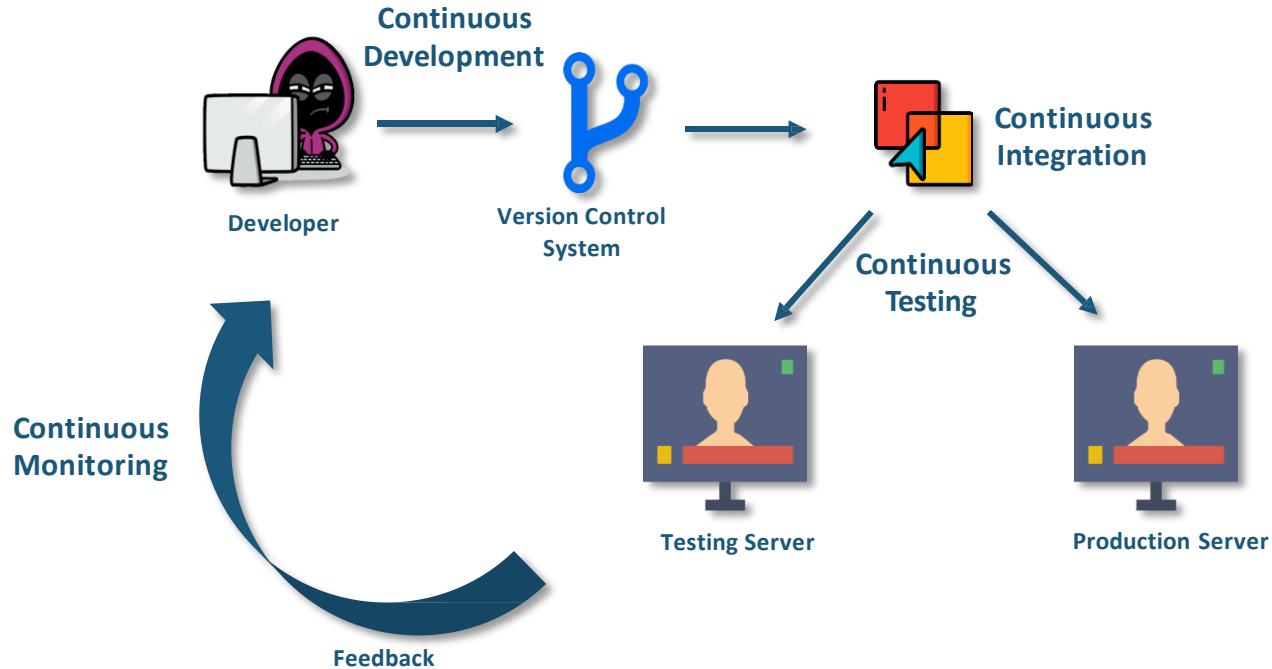 Continuous
Development
Developer
Version Control
System
Continuous
Integration
Continuous
Testing
Testing Server
Production Server
Continuous
Monitoring
Feedback